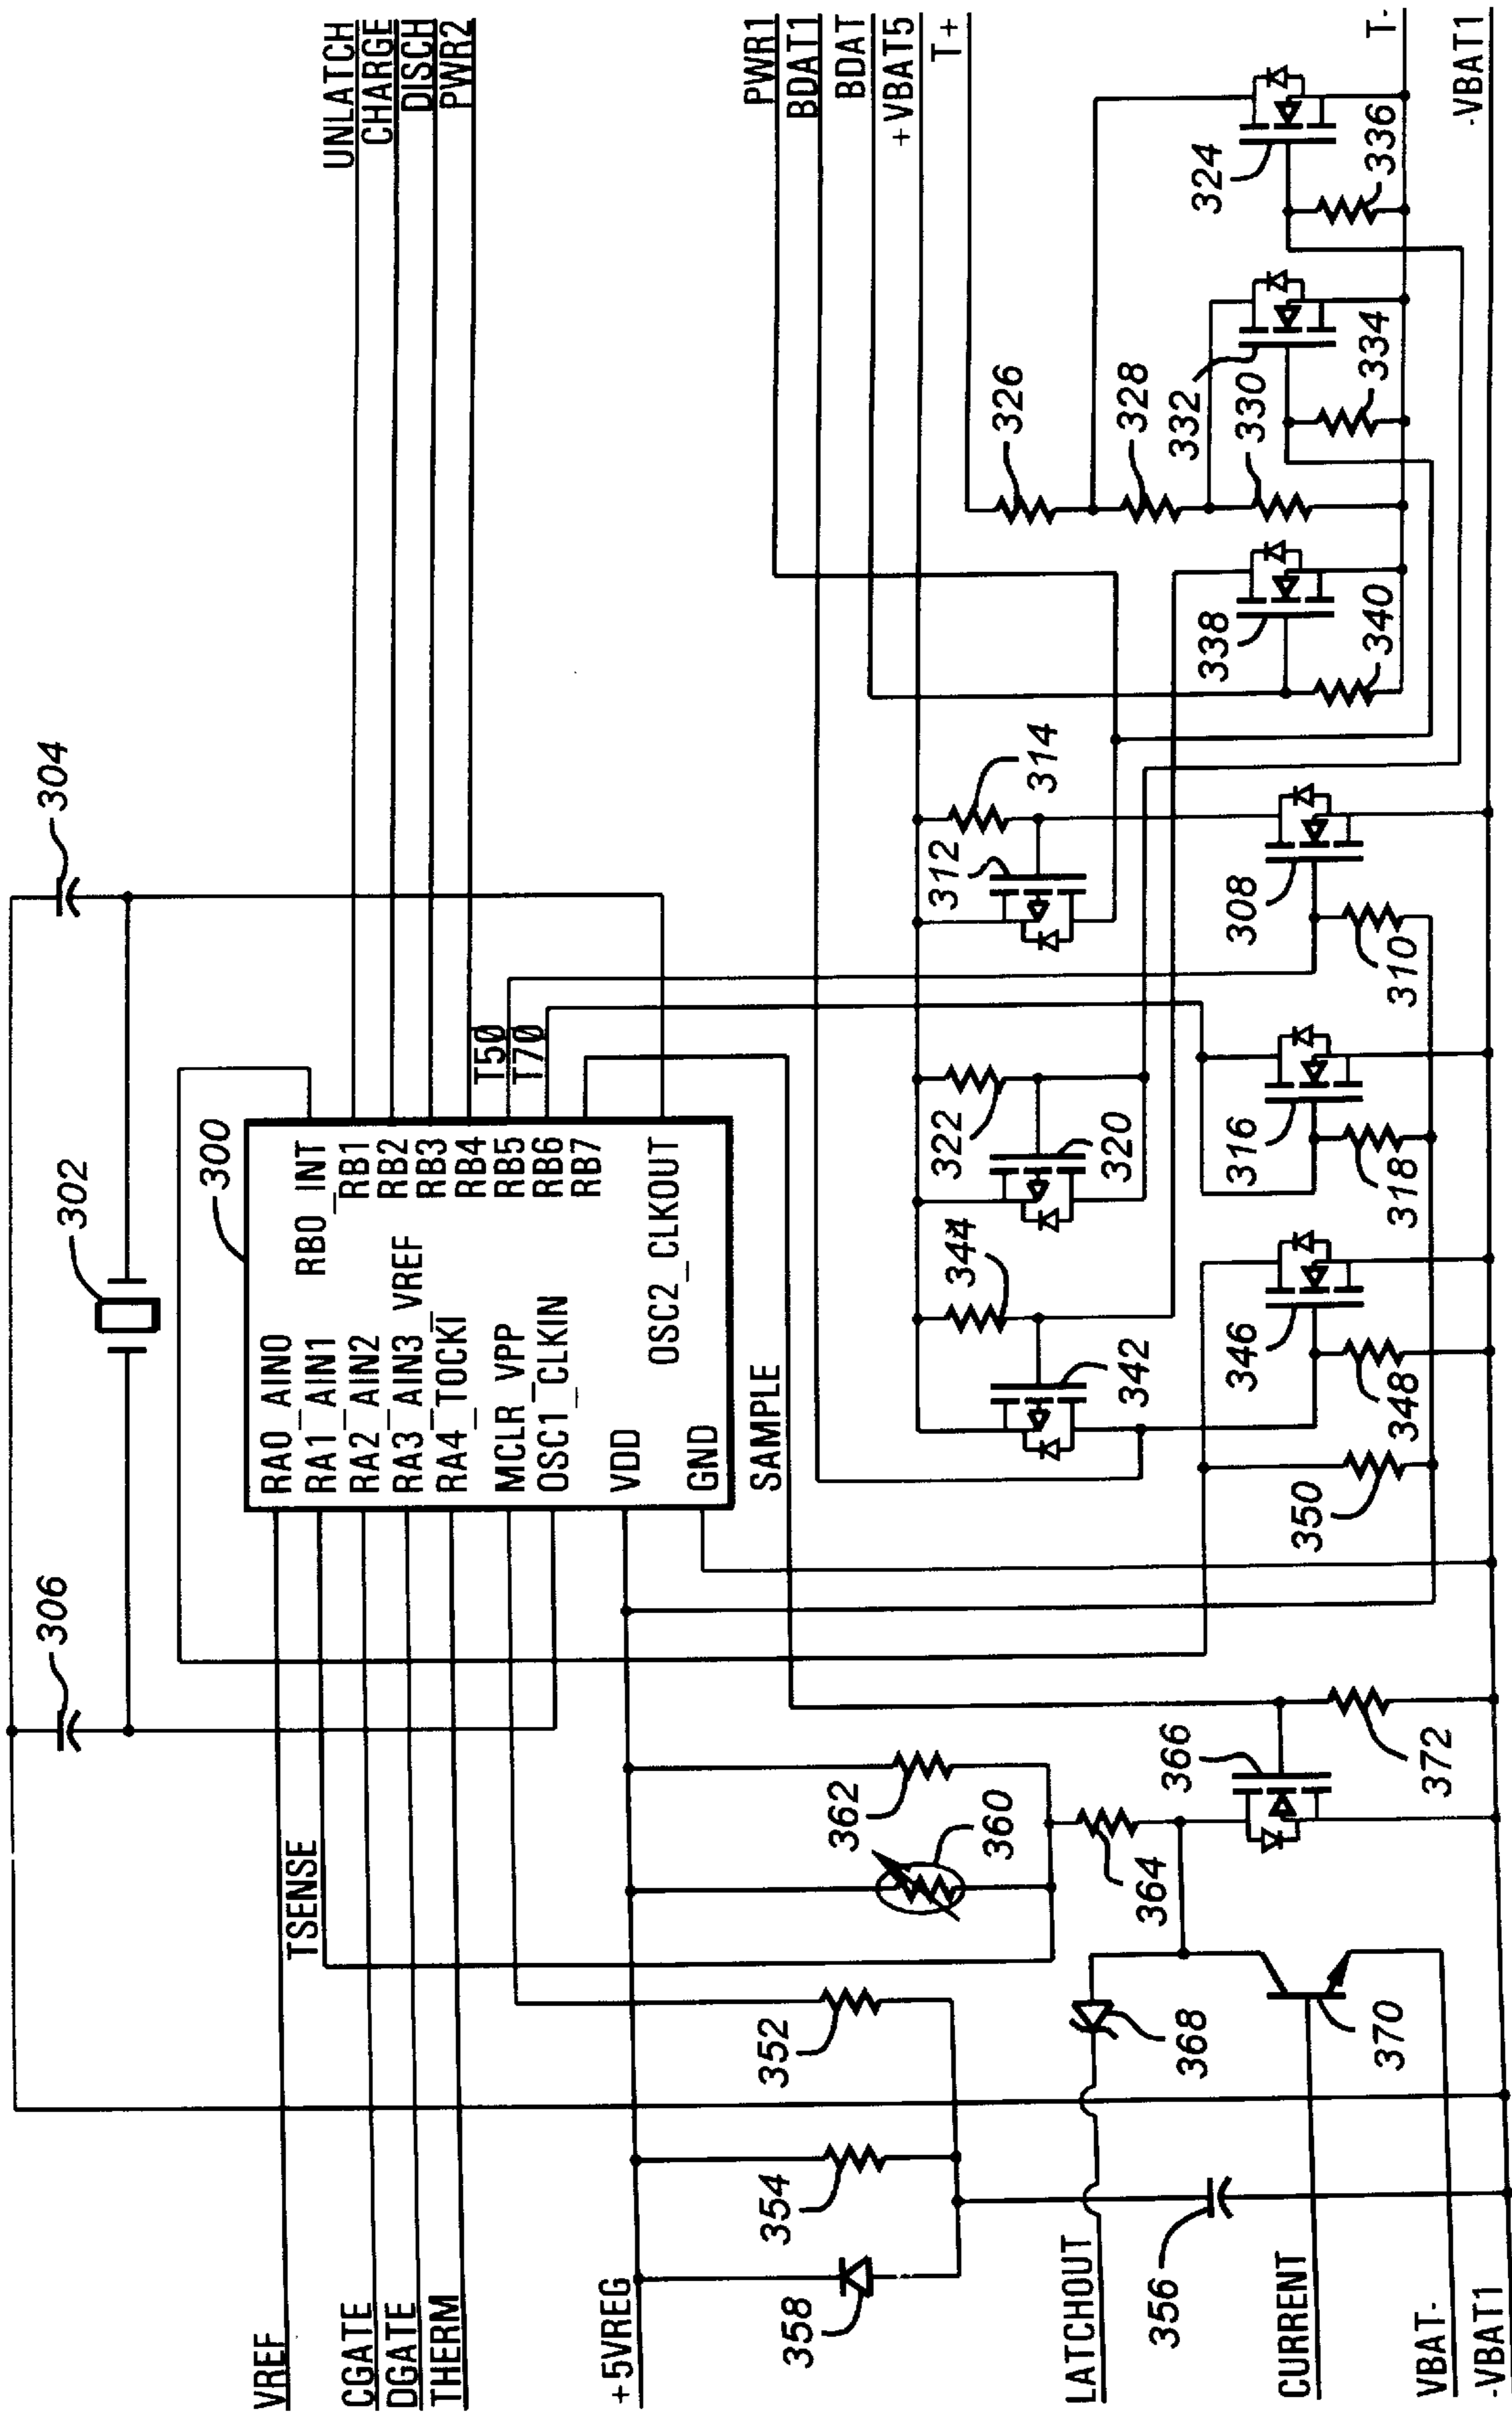 304
306
302
300
RA0_AIN0
RA1_AIN1
RA2_AIN2
RA3_AIN3_VREF
RA4_TOCKI
MCLR_VPP
OSC1_CLKIN
VDD
GND
RB0_INT
RB1
RB2
RB3
RB4
RB5
RB6
RB7
OSC2_CLKOUT
UNLATCH
CHARGE
DISCH
PWR2
T50
T70
VREF
TSENSE
CGATE
DGATE
THERM
+5VREG
SAMPLE
PWR1
BDAT1
BDAT
+VBAT5
T+
358
354
352
362
360
344
342
322
320
312
314
326
328
332
330
334
324
336
338
340
LATCHOUT
368
364
366
372
350
346
348
316
318
308
310
356
370
CURRENT
VBAT-
-VBAT1
T-
-VBAT1